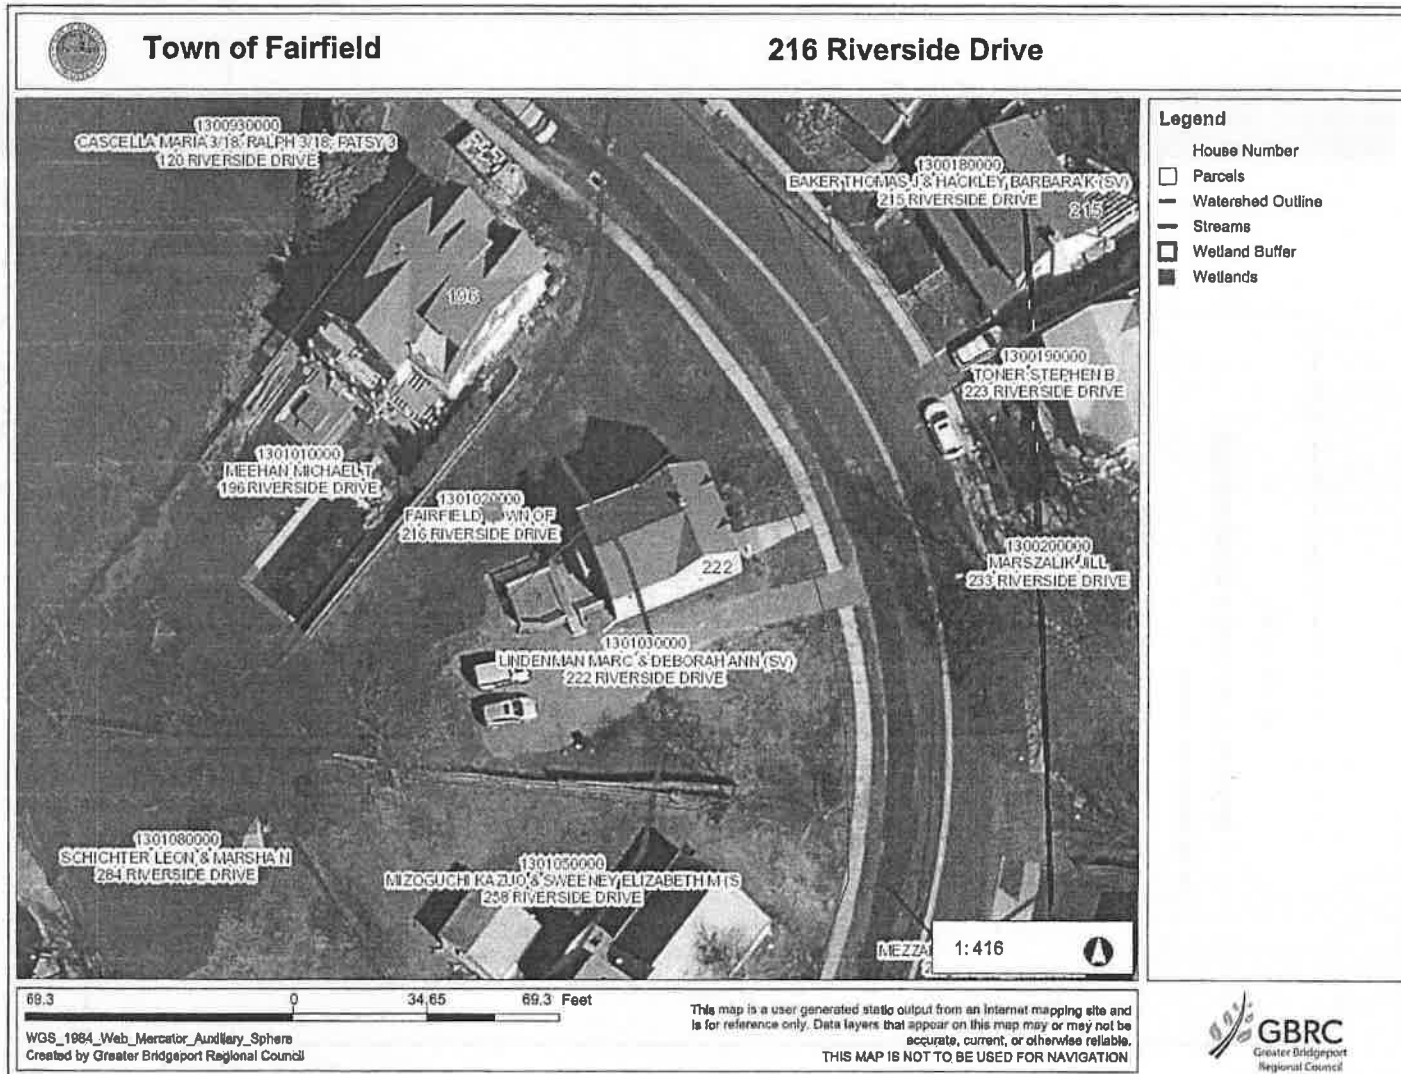 Town of Fairfield
216 Riverside Drive
1300930000
CASCELLA MARIA 3/18, RALPH 3/18, PATSY 3
120 RIVERSIDE DRIVE
1300180000
BAKER THOMAS J & HACKLEY BARBARA K (SV)
215 RIVERSIDE DRIVE
215
196
1300190000
TONER STEPHEN B
223 RIVERSIDE DRIVE
1301010000
MEEHAN MICHAEL T
196 RIVERSIDE DRIVE
1301020000
FAIRFIELD OF
216 RIVERSIDE DRIVE
1300200000
MARSZALIK JILL
233 RIVERSIDE DRIVE
222
1301030000
LINDENMAN MARC & DEBORAH ANN (SV)
222 RIVERSIDE DRIVE
1301080000
SCHICHTER LEON & MARSHA N
284 RIVERSIDE DRIVE
1301050000
MIZOGUCHI KAZUO & SWEENEY ELIZABETH M (S
258 RIVERSIDE DRIVE
MEZZA
1: 416
Legend
House Number
Parcels
Watershed Outline
Streams
Wetland Buffer
Wetlands
69.3 0 34.65 69.3 Feet
WGS_1984_Web_Mercator_Auxiliary_Sphere
Created by Greater Bridgeport Regional Council
This map is a user generated static output from an Internet mapping site and
is for reference only. Data layers that appear on this map may or may not be
accurate, current, or otherwise reliable.
THIS MAP IS NOT TO BE USED FOR NAVIGATION
GBRC
Greater Bridgeport
Regional Council